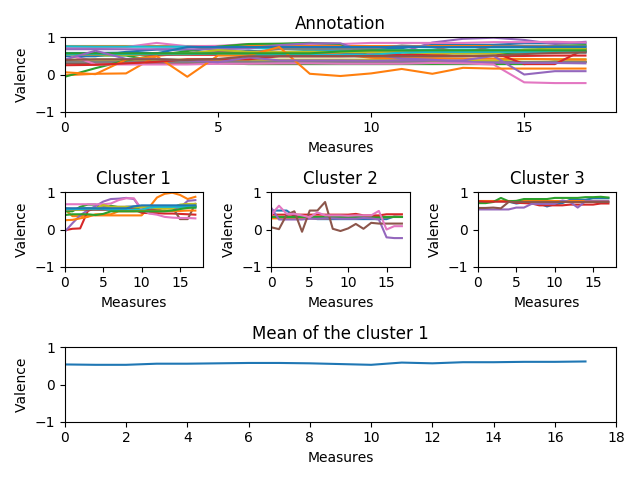 Annotation
Valence
1
0
−1
0 5 10 15
Measures
Cluster 1 Cluster 2 Cluster 3
Valence Valence Valence
1 1 1
0 0 0
−1 −1 −1
0 5 10 15 0 5 10 15 0 5 10 15
Measures Measures Measures
Mean of the cluster 1
Valence
1
0
−1
0 2 4 6 8 10 12 14 16 18
Measures